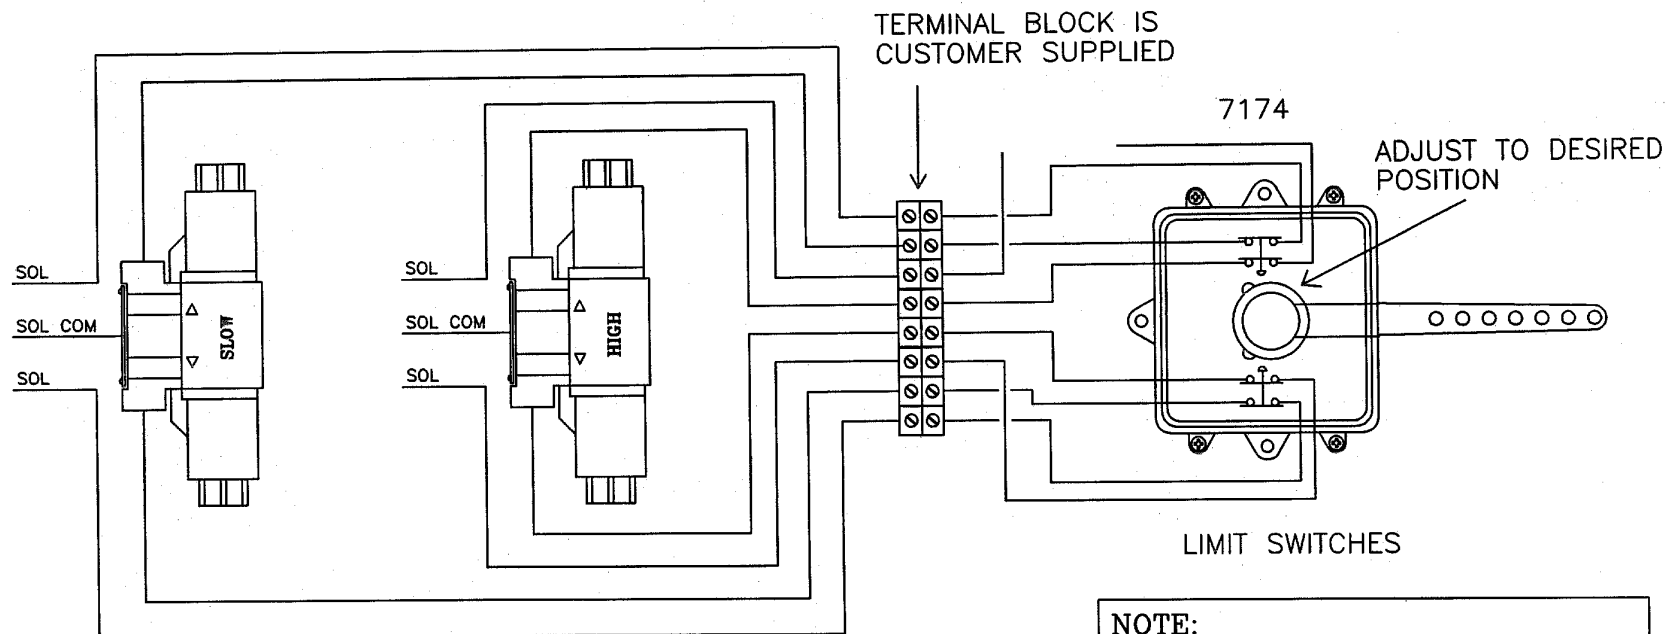 TERMINAL BLOCK IS
CUSTOMER SUPPLIED
7174
ADJUST TO DESIRED
POSITION
SOL
SOL COM
SOL
SLOW
SOL
SOL COM
SOL
HIGH
LIMIT SWITCHES
NOTE: